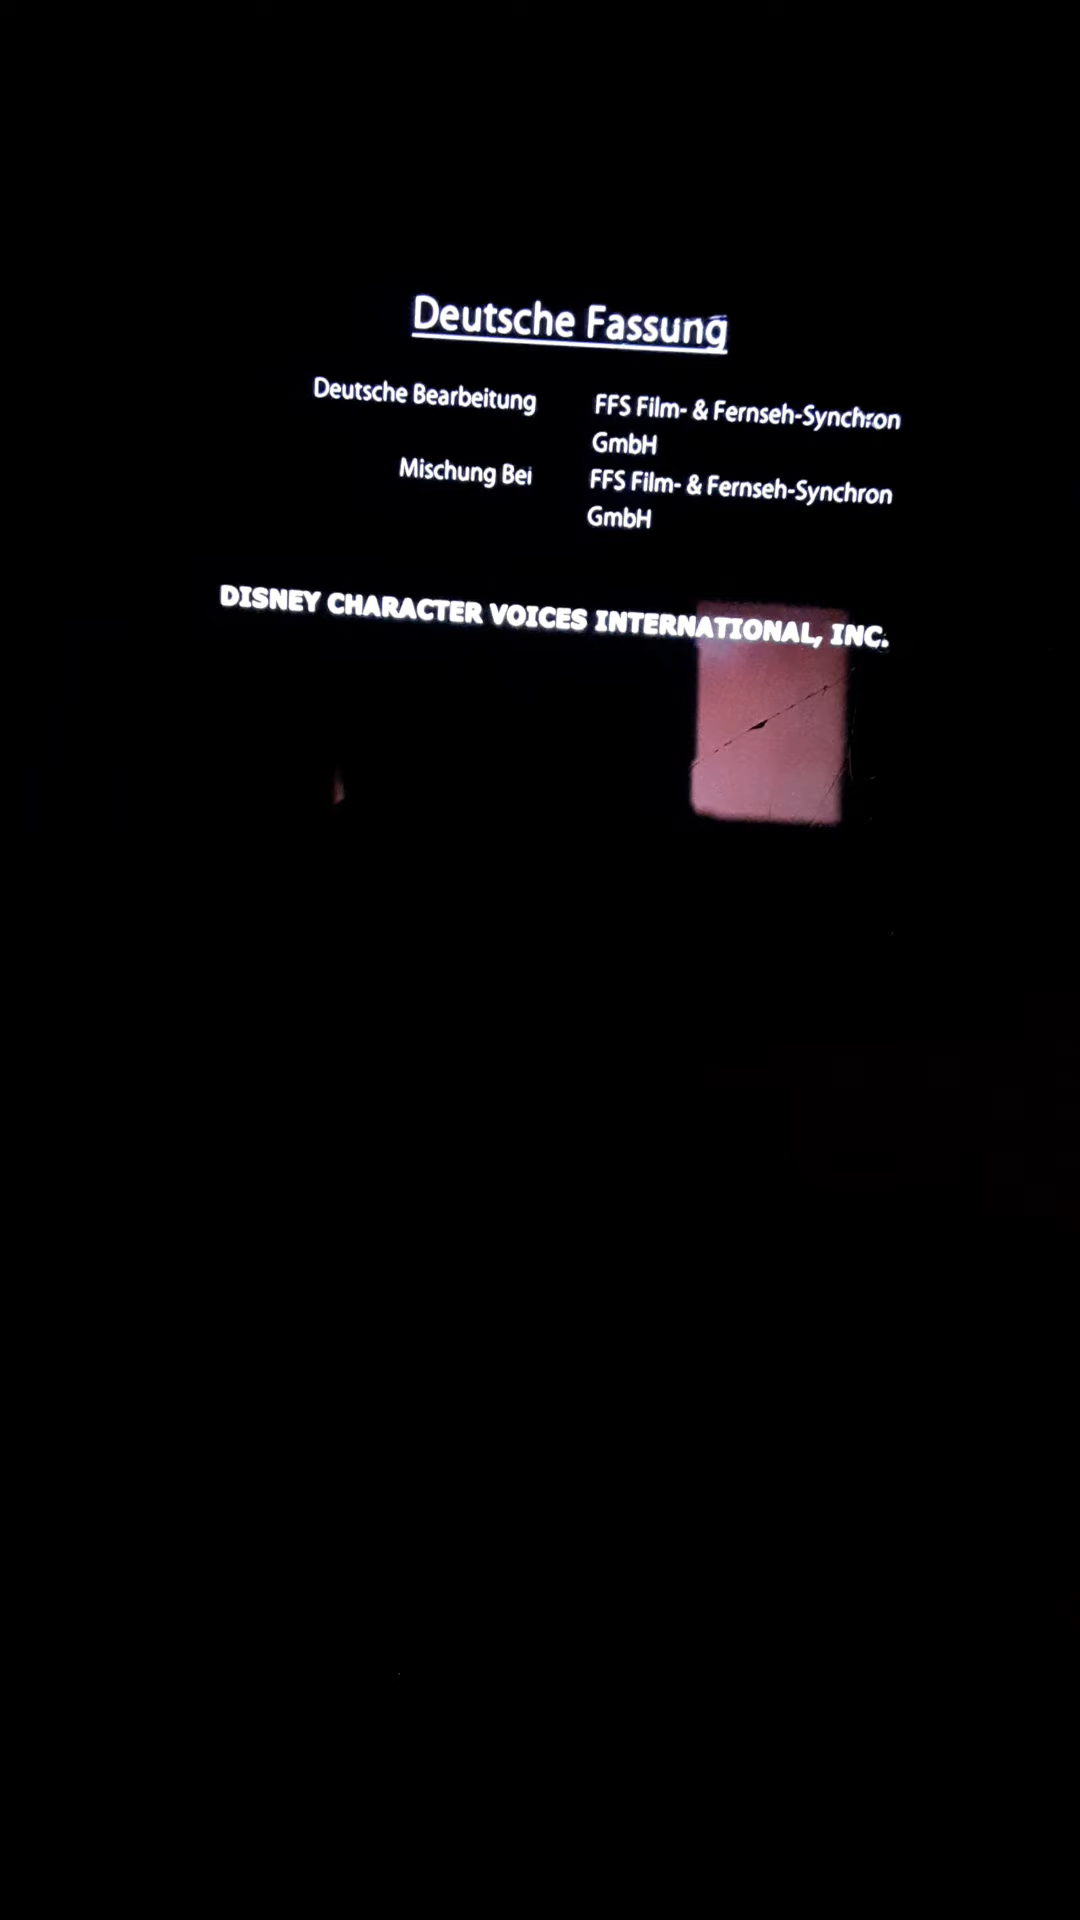 Deutsche Fassung
Deutsche Bearbeitung FFS Film- & Fernseh-Synchron
GmbH
Mischung Bei FFS Film- & Fernseh-Synchron
GmbH
DISNEY CHARACTER VOICES INTERNATIONAL, INC.